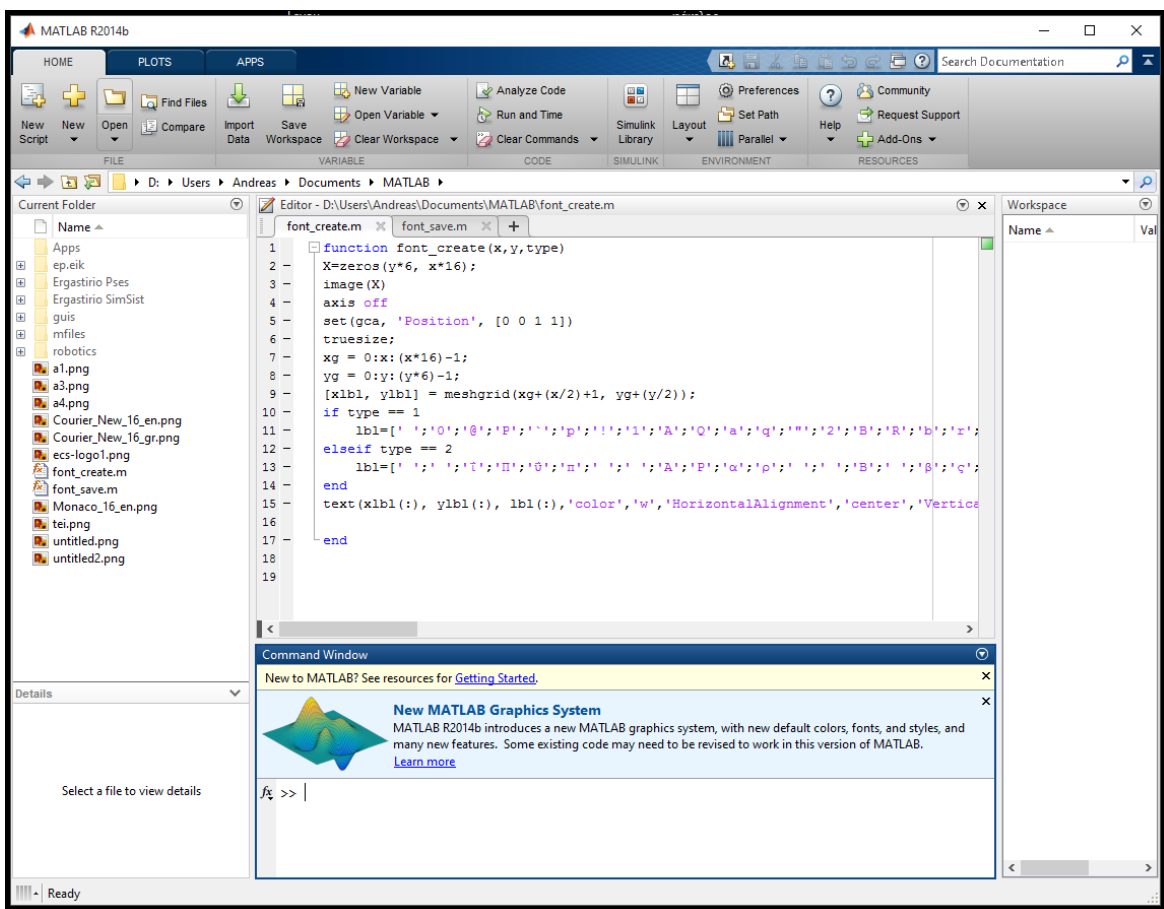 MATLAB R2014b
HOME PLOTS APPS
Search Documentation
New Script
New
Open
Find Files
Compare
Import Data
Save Workspace
New Variable
Open Variable
Clear Workspace
Analyze Code
Run and Time
Clear Commands
Simulink Library
Layout
Preferences
Set Path
Parallel
Help
Community
Request Support
Add-Ons
FILE VARIABLE CODE SIMULINK ENVIRONMENT RESOURCES
D: Users Andreas Documents MATLAB
Current Folder
Name
Apps
ep.eik
Ergastirio Pses
Ergastirio SimSist
guis
mfiles
robotics
a1.png
a3.png
a4.png
Courier_New_16_en.png
Courier_New_16_gr.png
ecs-logo1.png
font_create.m
font_save.m
Monaco_16_en.png
tei.png
untitled.png
untitled2.png
Details
Select a file to view details
Editor - D:\Users\Andreas\Documents\MATLAB\font_create.m
font_create.m font_save.m
1 function font_create(x,y,type)
2 - X=zeros(y*6, x*16);
3 - image(X)
4 - axis off
5 - set(gca, 'Position', [0 0 1 1])
6 - truesize;
7 - xg = 0:x:(x*16)-1;
8 - yg = 0:y:(y*6)-1;
9 - [xlbl, ylbl] = meshgrid(xg+(x/2)+1, yg+(y/2));
10 - if type == 1
11 - lbl=[' ';'0';'@';'P';'`';'p';'!';'1';'A';'Q';'a';'q';'"';'2';'B';'R';'b';'r';
12 - elseif type == 2
13 - lbl=[' ';' ';'ΐ';'Π';'ΰ';'π';' ';' ';'Α';'Ρ';'α';'ρ';' ';' ';'Β';' ';'β';'ς';
14 - end
15 - text(xlbl(:), ylbl(:), lbl(:),'color','w','HorizontalAlignment','center','Vertica
16
17 - end
18
19
Command Window
New to MATLAB? See resources for Getting Started.
New MATLAB Graphics System
MATLAB R2014b introduces a new MATLAB graphics system, with new default colors, fonts, and styles, and
many new features. Some existing code may need to be revised to work in this version of MATLAB.
Learn more
fx >>
Workspace
Name Val
Ready